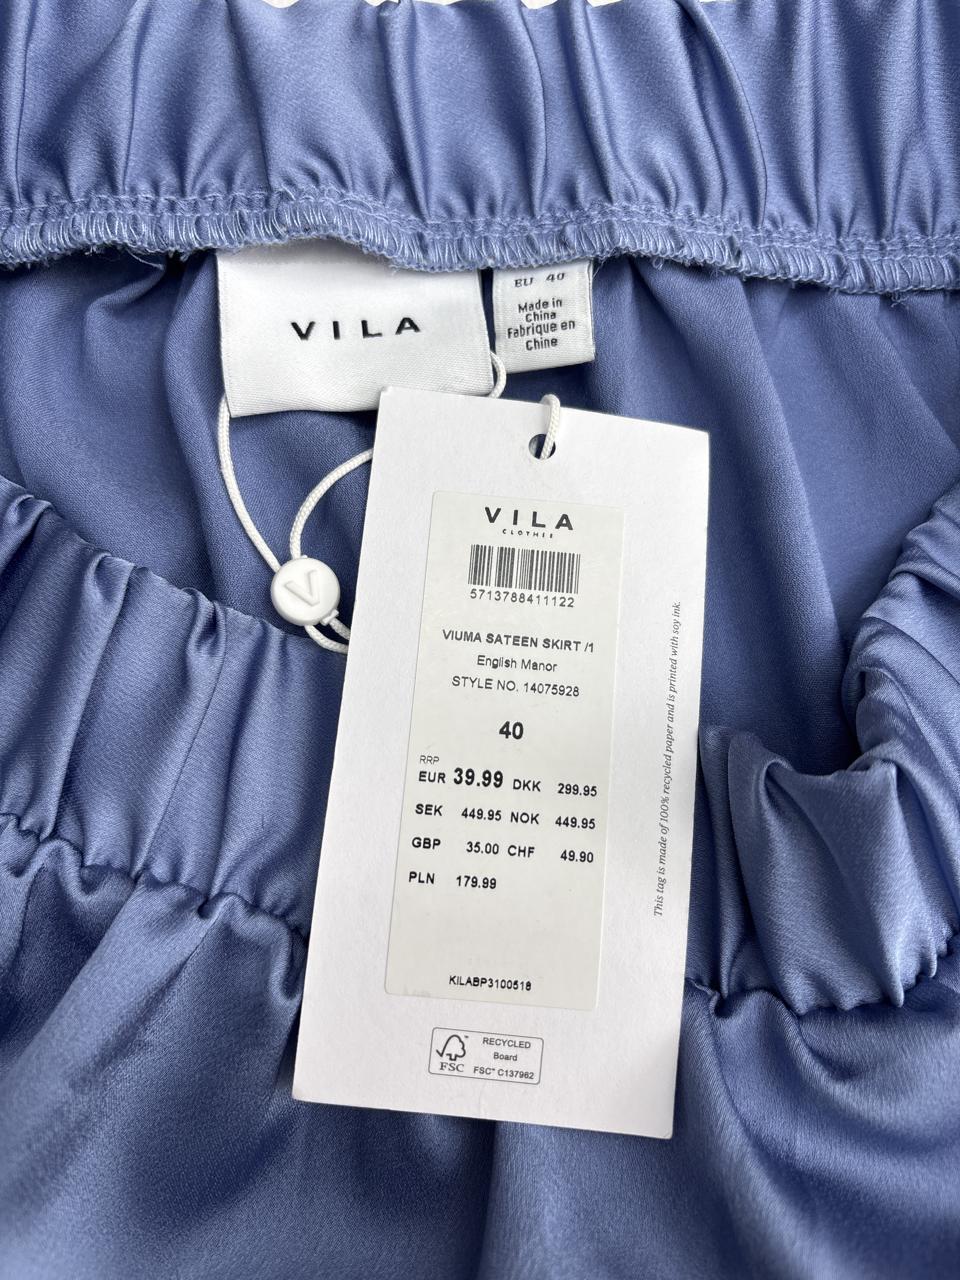 VILA
EU 40
Made in
China
Fabrique en
Chine
V
VILA
CLOTHES
5713788411122
VIUMA SATEEN SKIRT /1
English Manor
STYLE NO. 14075928
40
RRP
EUR 39.99 DKK 299.95
SEK 449.95 NOK 449.95
GBP 35.00 CHF 49.90
PLN 179.99
KILABP3100518
This tag is made of 100% recycled paper and is printed with soy ink.
FSC™
RECYCLED
Board
FSC® C137962